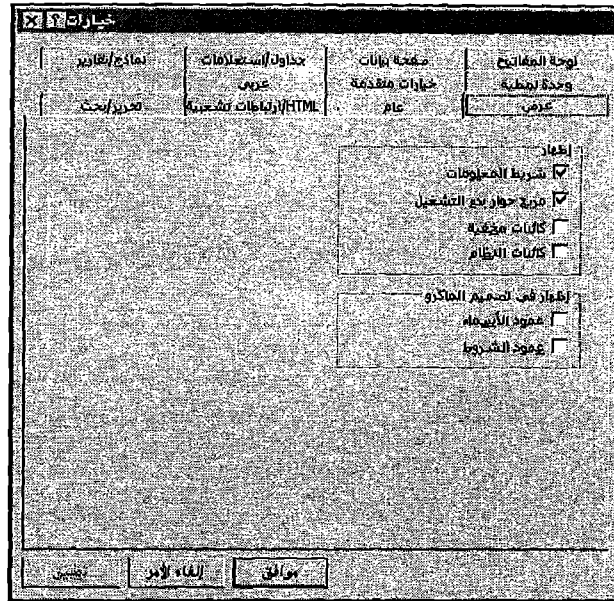 خيارات
لوحة المفاتيح صفحة بيانات جداول/إستعلامات نماذج/تقارير
وحدة نمطية خيارات متقدمة عربي
عرض عام HTML/ارتباطات تشعبية تحرير/بحث
إظهار
شريط المعلومات
مربع حوار بدء التشغيل
كائنات مخفية
كائنات النظام
إظهار في تصميم الماكرو
عمود الأسماء
عمود الشروط
موافق إلغاء الأمر تطبيق